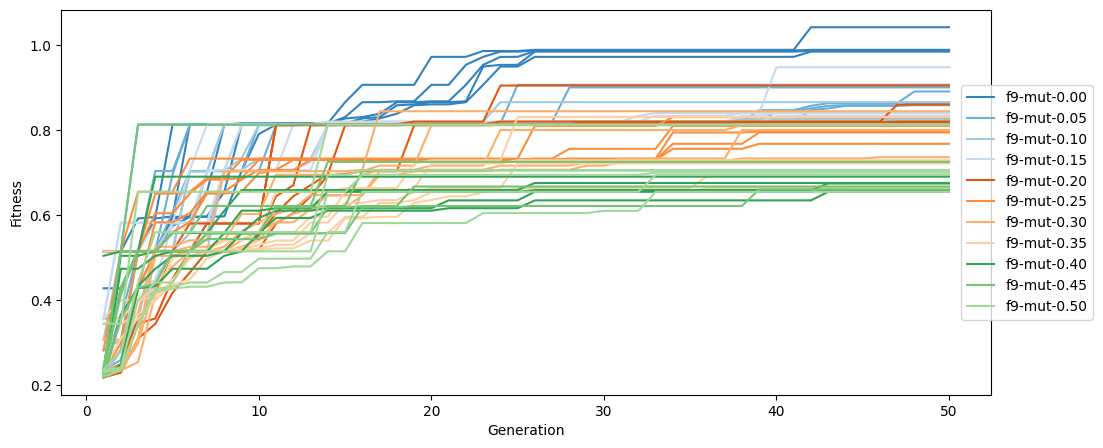 1.0
0.8
0.6
0.4
0.2
Fitness
0
10
20
30
40
50
Generation
f9-mut-0.00
f9-mut-0.05
f9-mut-0.10
f9-mut-0.15
f9-mut-0.20
f9-mut-0.25
f9-mut-0.30
f9-mut-0.35
f9-mut-0.40
f9-mut-0.45
f9-mut-0.50